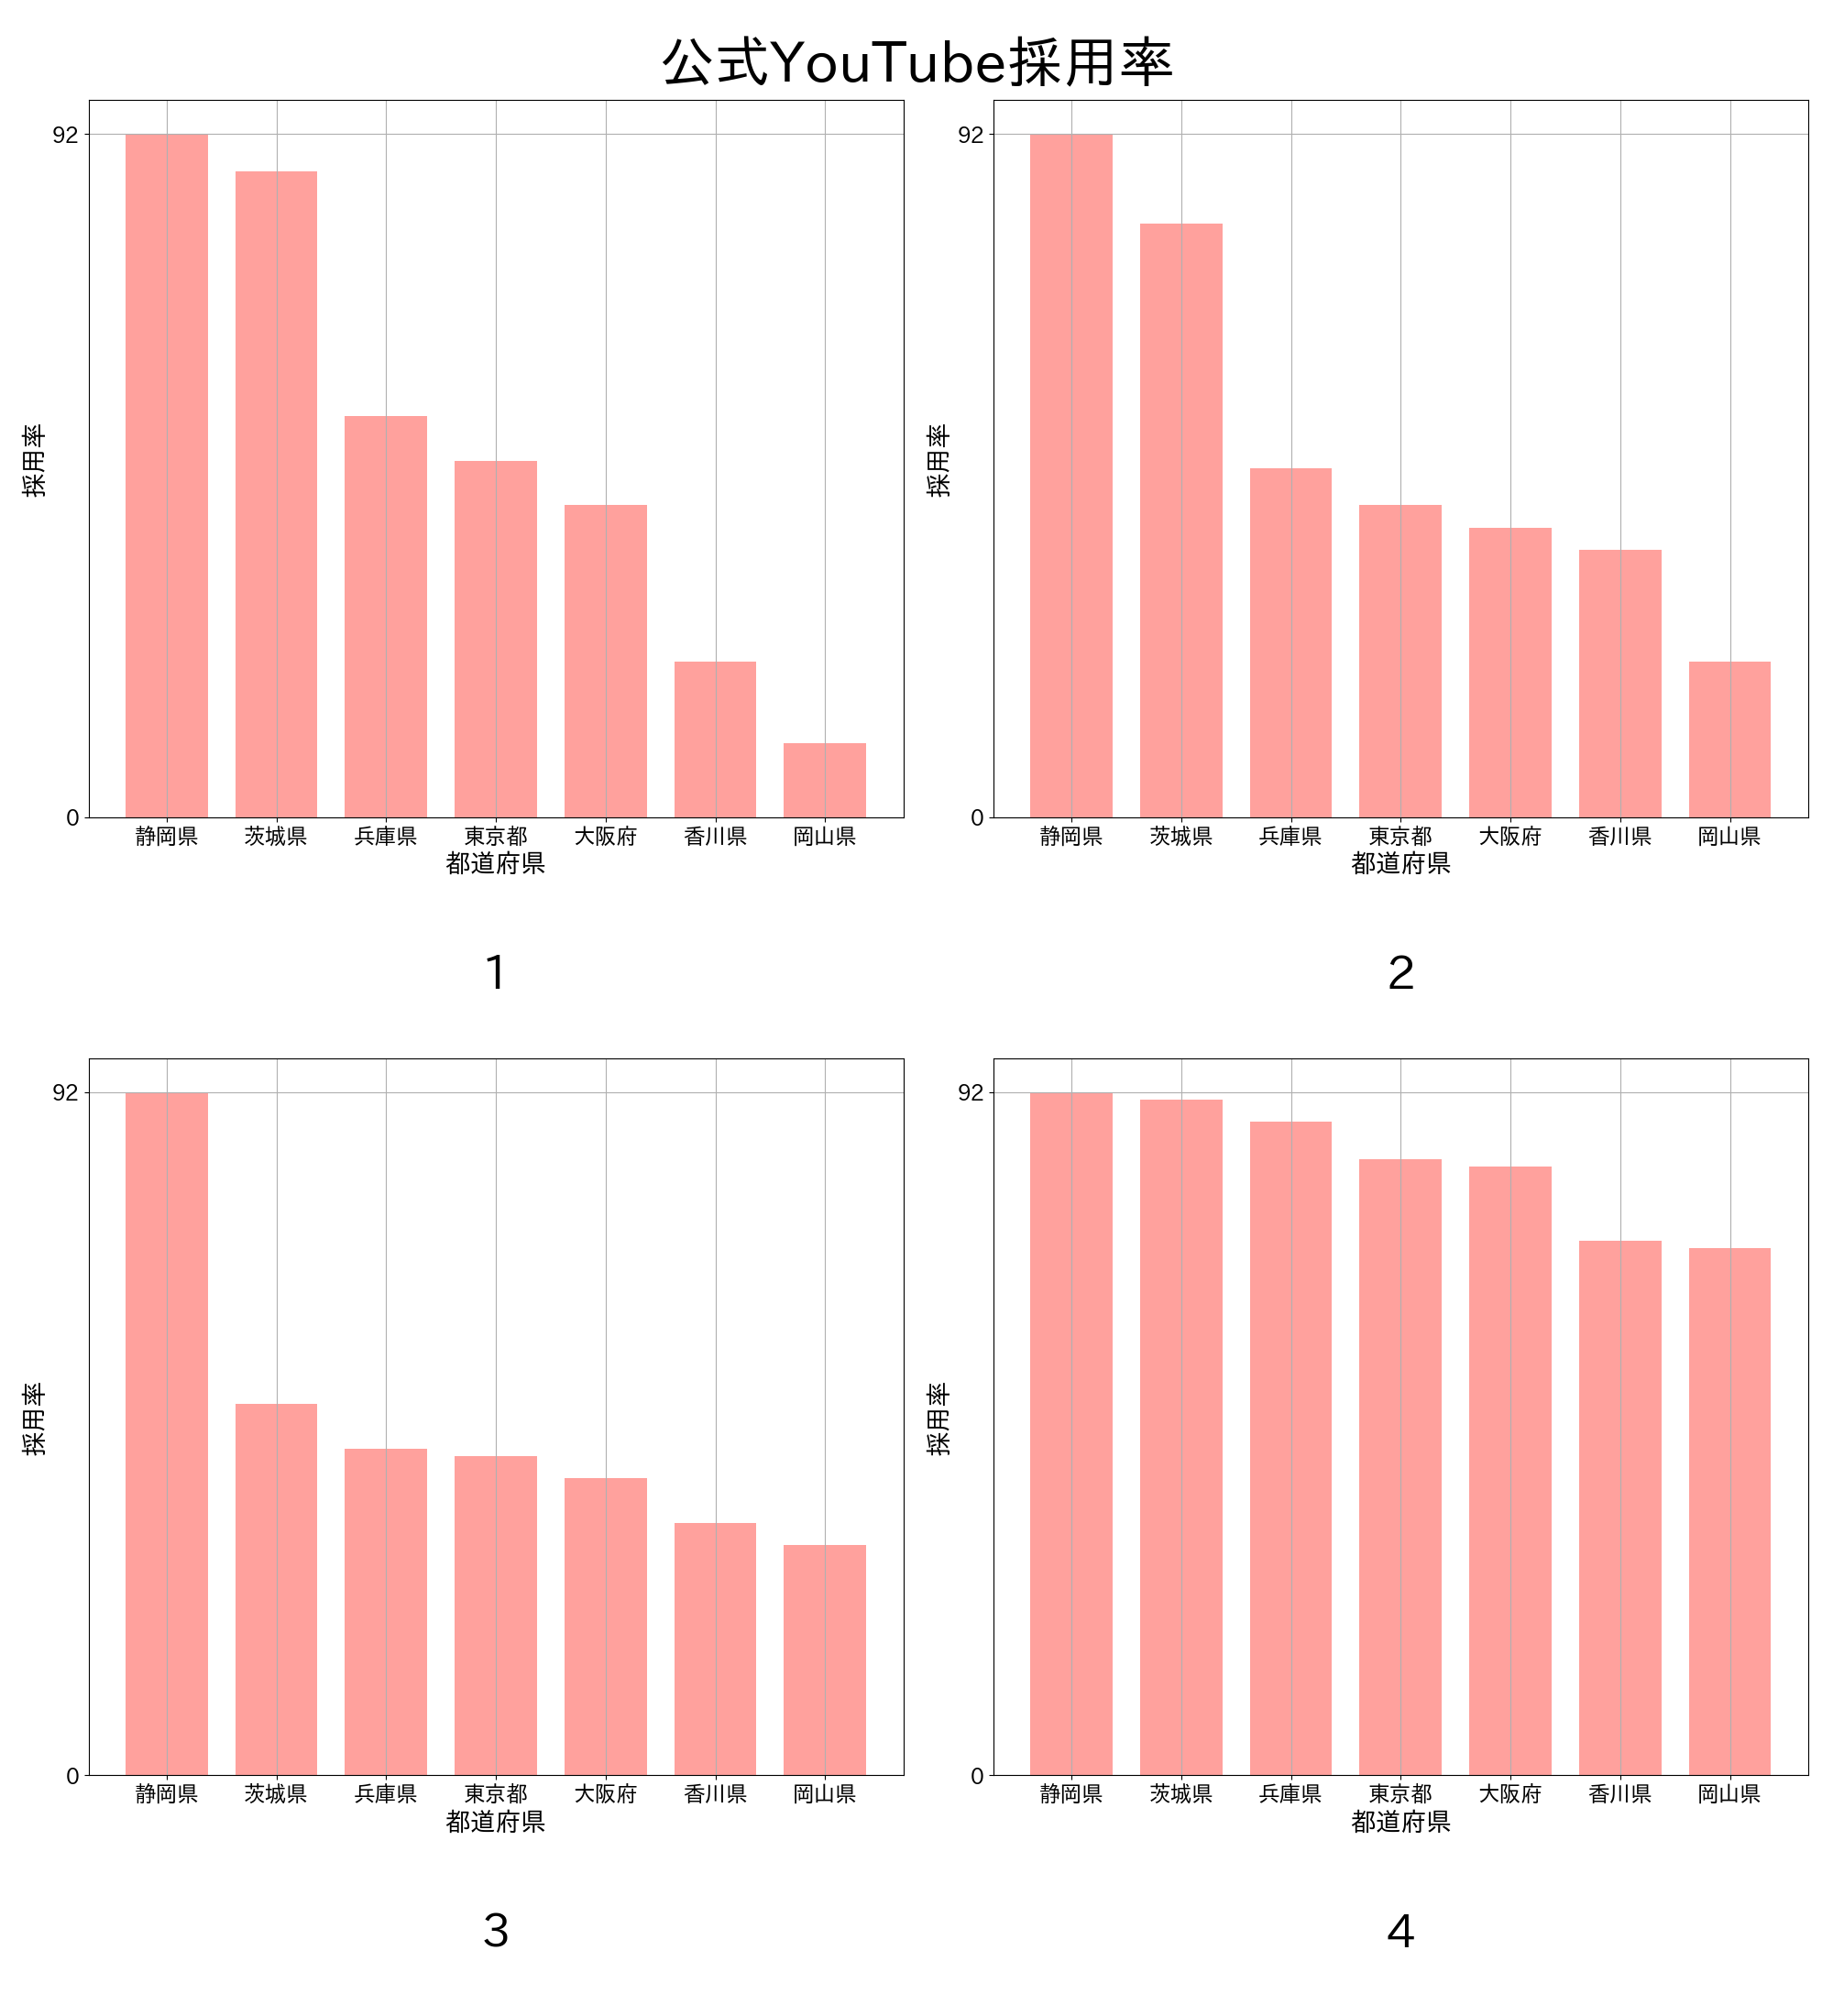 公式YouTube採用率
92
0
採用率
静岡県 茨城県 兵庫県 東京都 大阪府 香川県 岡山県
都道府県
1
92
0
採用率
静岡県 茨城県 兵庫県 東京都 大阪府 香川県 岡山県
都道府県
2
92
0
採用率
静岡県 茨城県 兵庫県 東京都 大阪府 香川県 岡山県
都道府県
3
92
0
採用率
静岡県 茨城県 兵庫県 東京都 大阪府 香川県 岡山県
都道府県
4